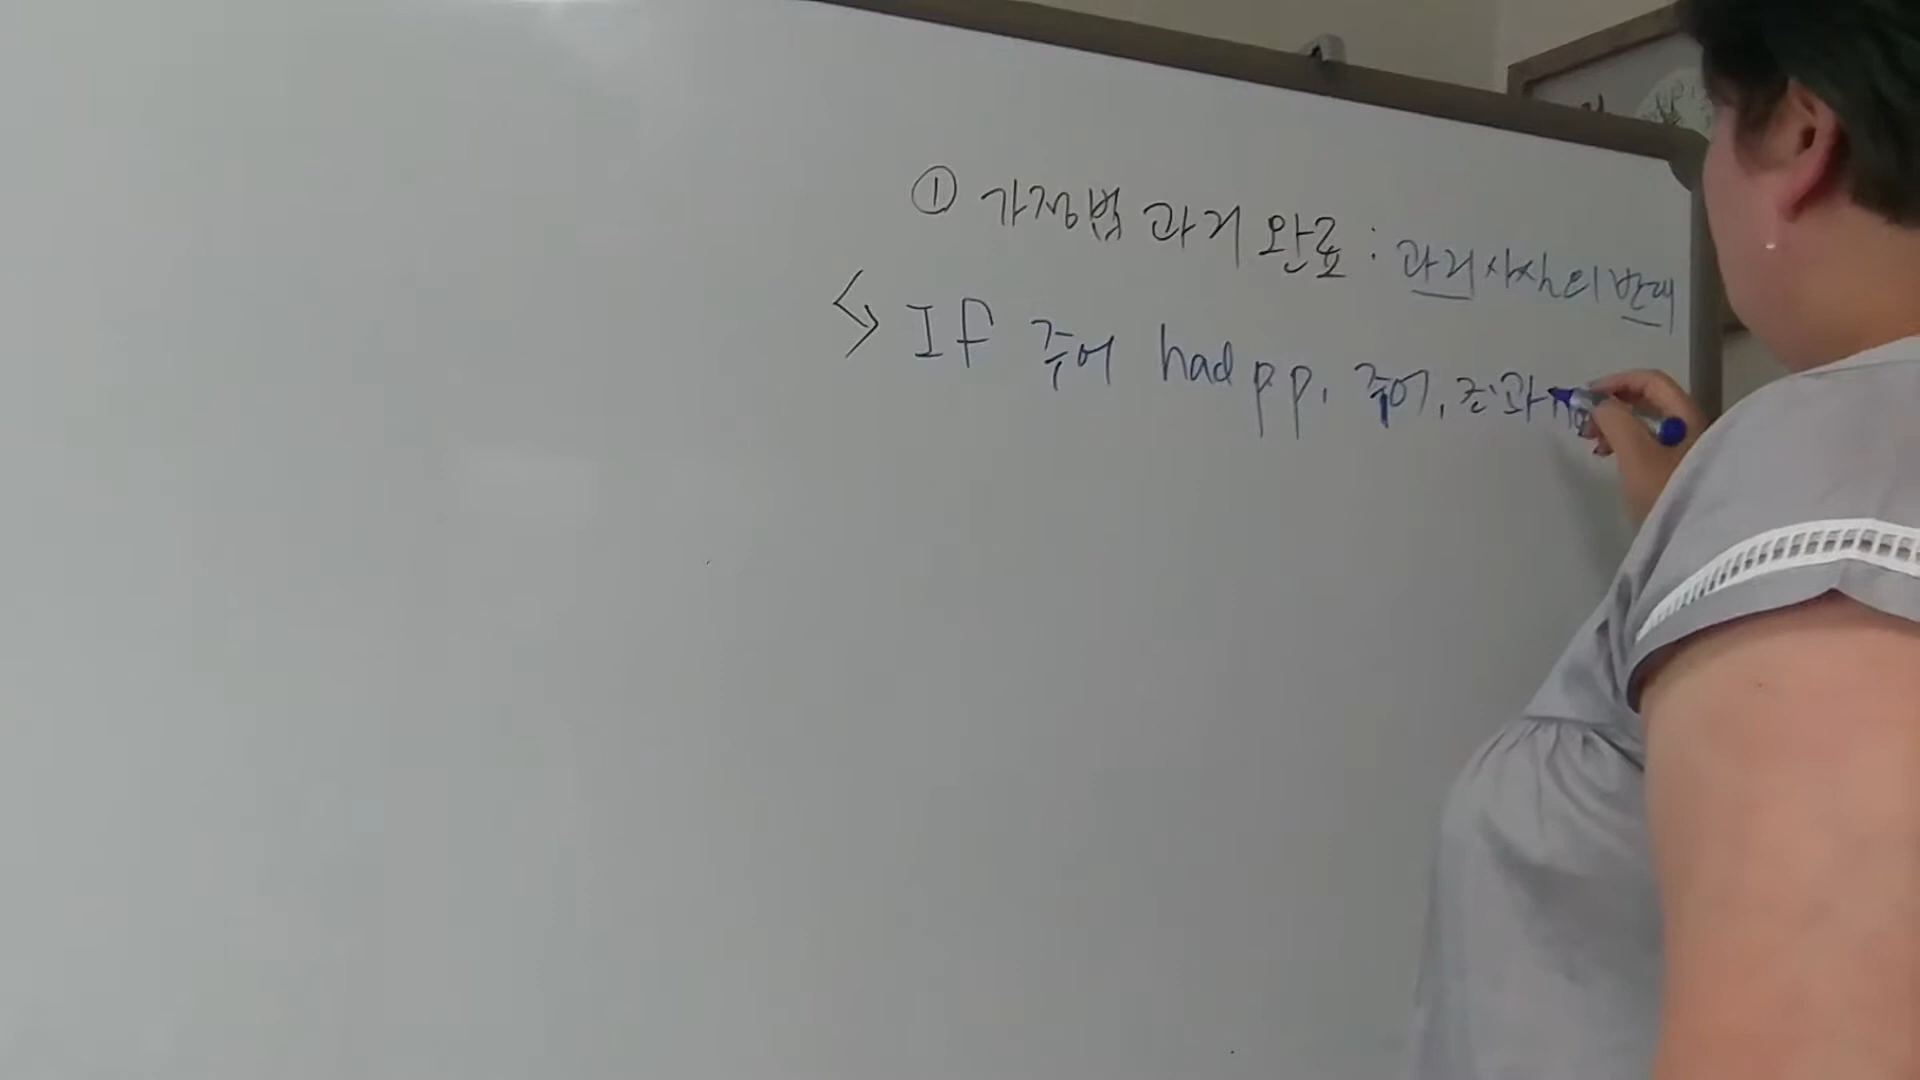 ① 가정법 과거 완료 : 과거 사실의 반대
↳ If 주어 had pp, 주어, 조과